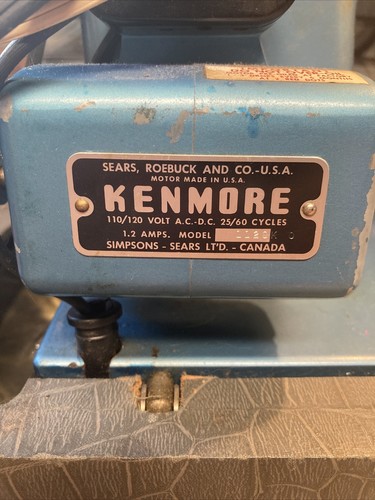 SEARS, ROEBUCK AND CO.-U.S.A.
MOTOR MADE IN U.S.A.
KENMORE
110/120 VOLT A.C.-D.C. 25/60 CYCLES
1.2 AMPS. MODEL
SIMPSONS - SEARS LT'D. - CANADA